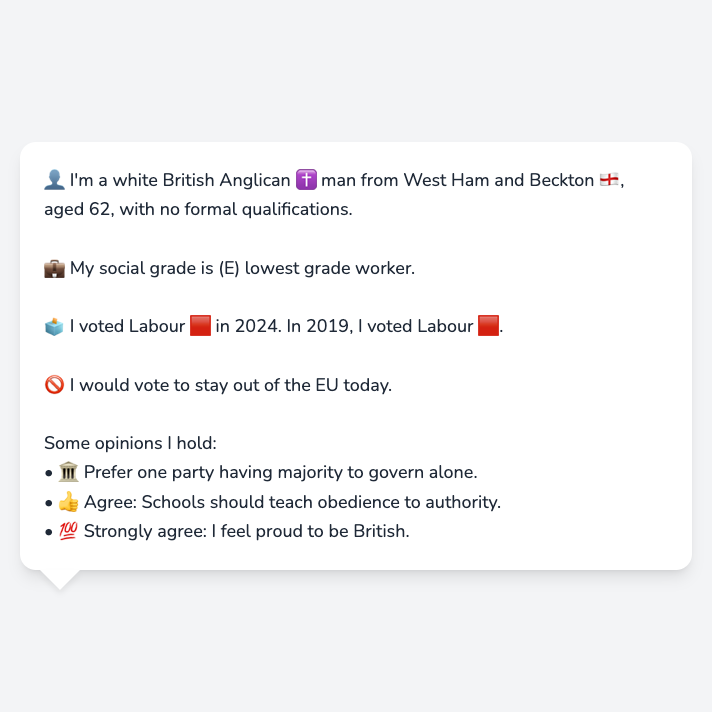 👤 I'm a white British Anglican ✝️ man from West Ham and Beckton 🏴󠁧󠁢󠁥󠁮󠁧󠁿,
aged 62, with no formal qualifications.
💼 My social grade is (E) lowest grade worker.
🗳️ I voted Labour 🟥 in 2024. In 2019, I voted Labour 🟥.
🚫 I would vote to stay out of the EU today.
Some opinions I hold:
• 🏛️ Prefer one party having majority to govern alone.
• 👍 Agree: Schools should teach obedience to authority.
• 💯 Strongly agree: I feel proud to be British.